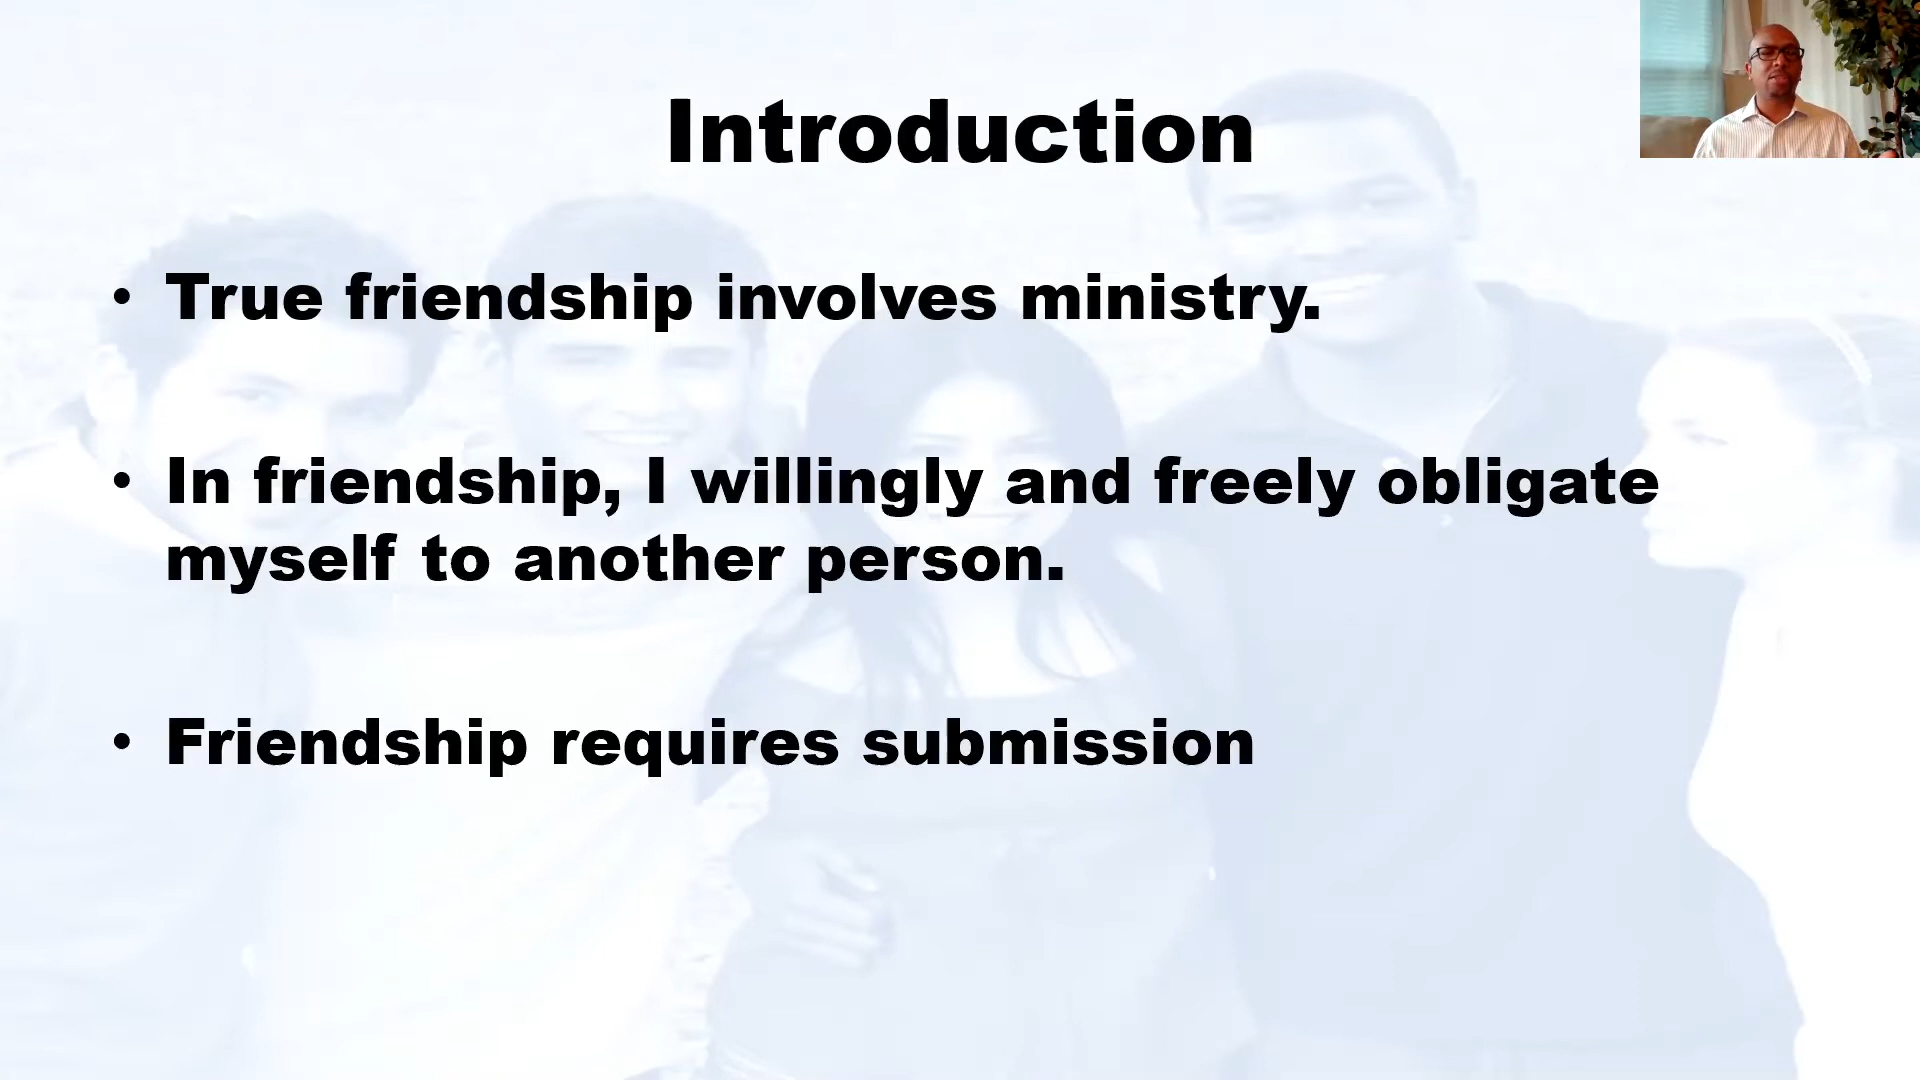 Introduction
• True friendship involves ministry.
• In friendship, I willingly and freely obligate
myself to another person.
• Friendship requires submission